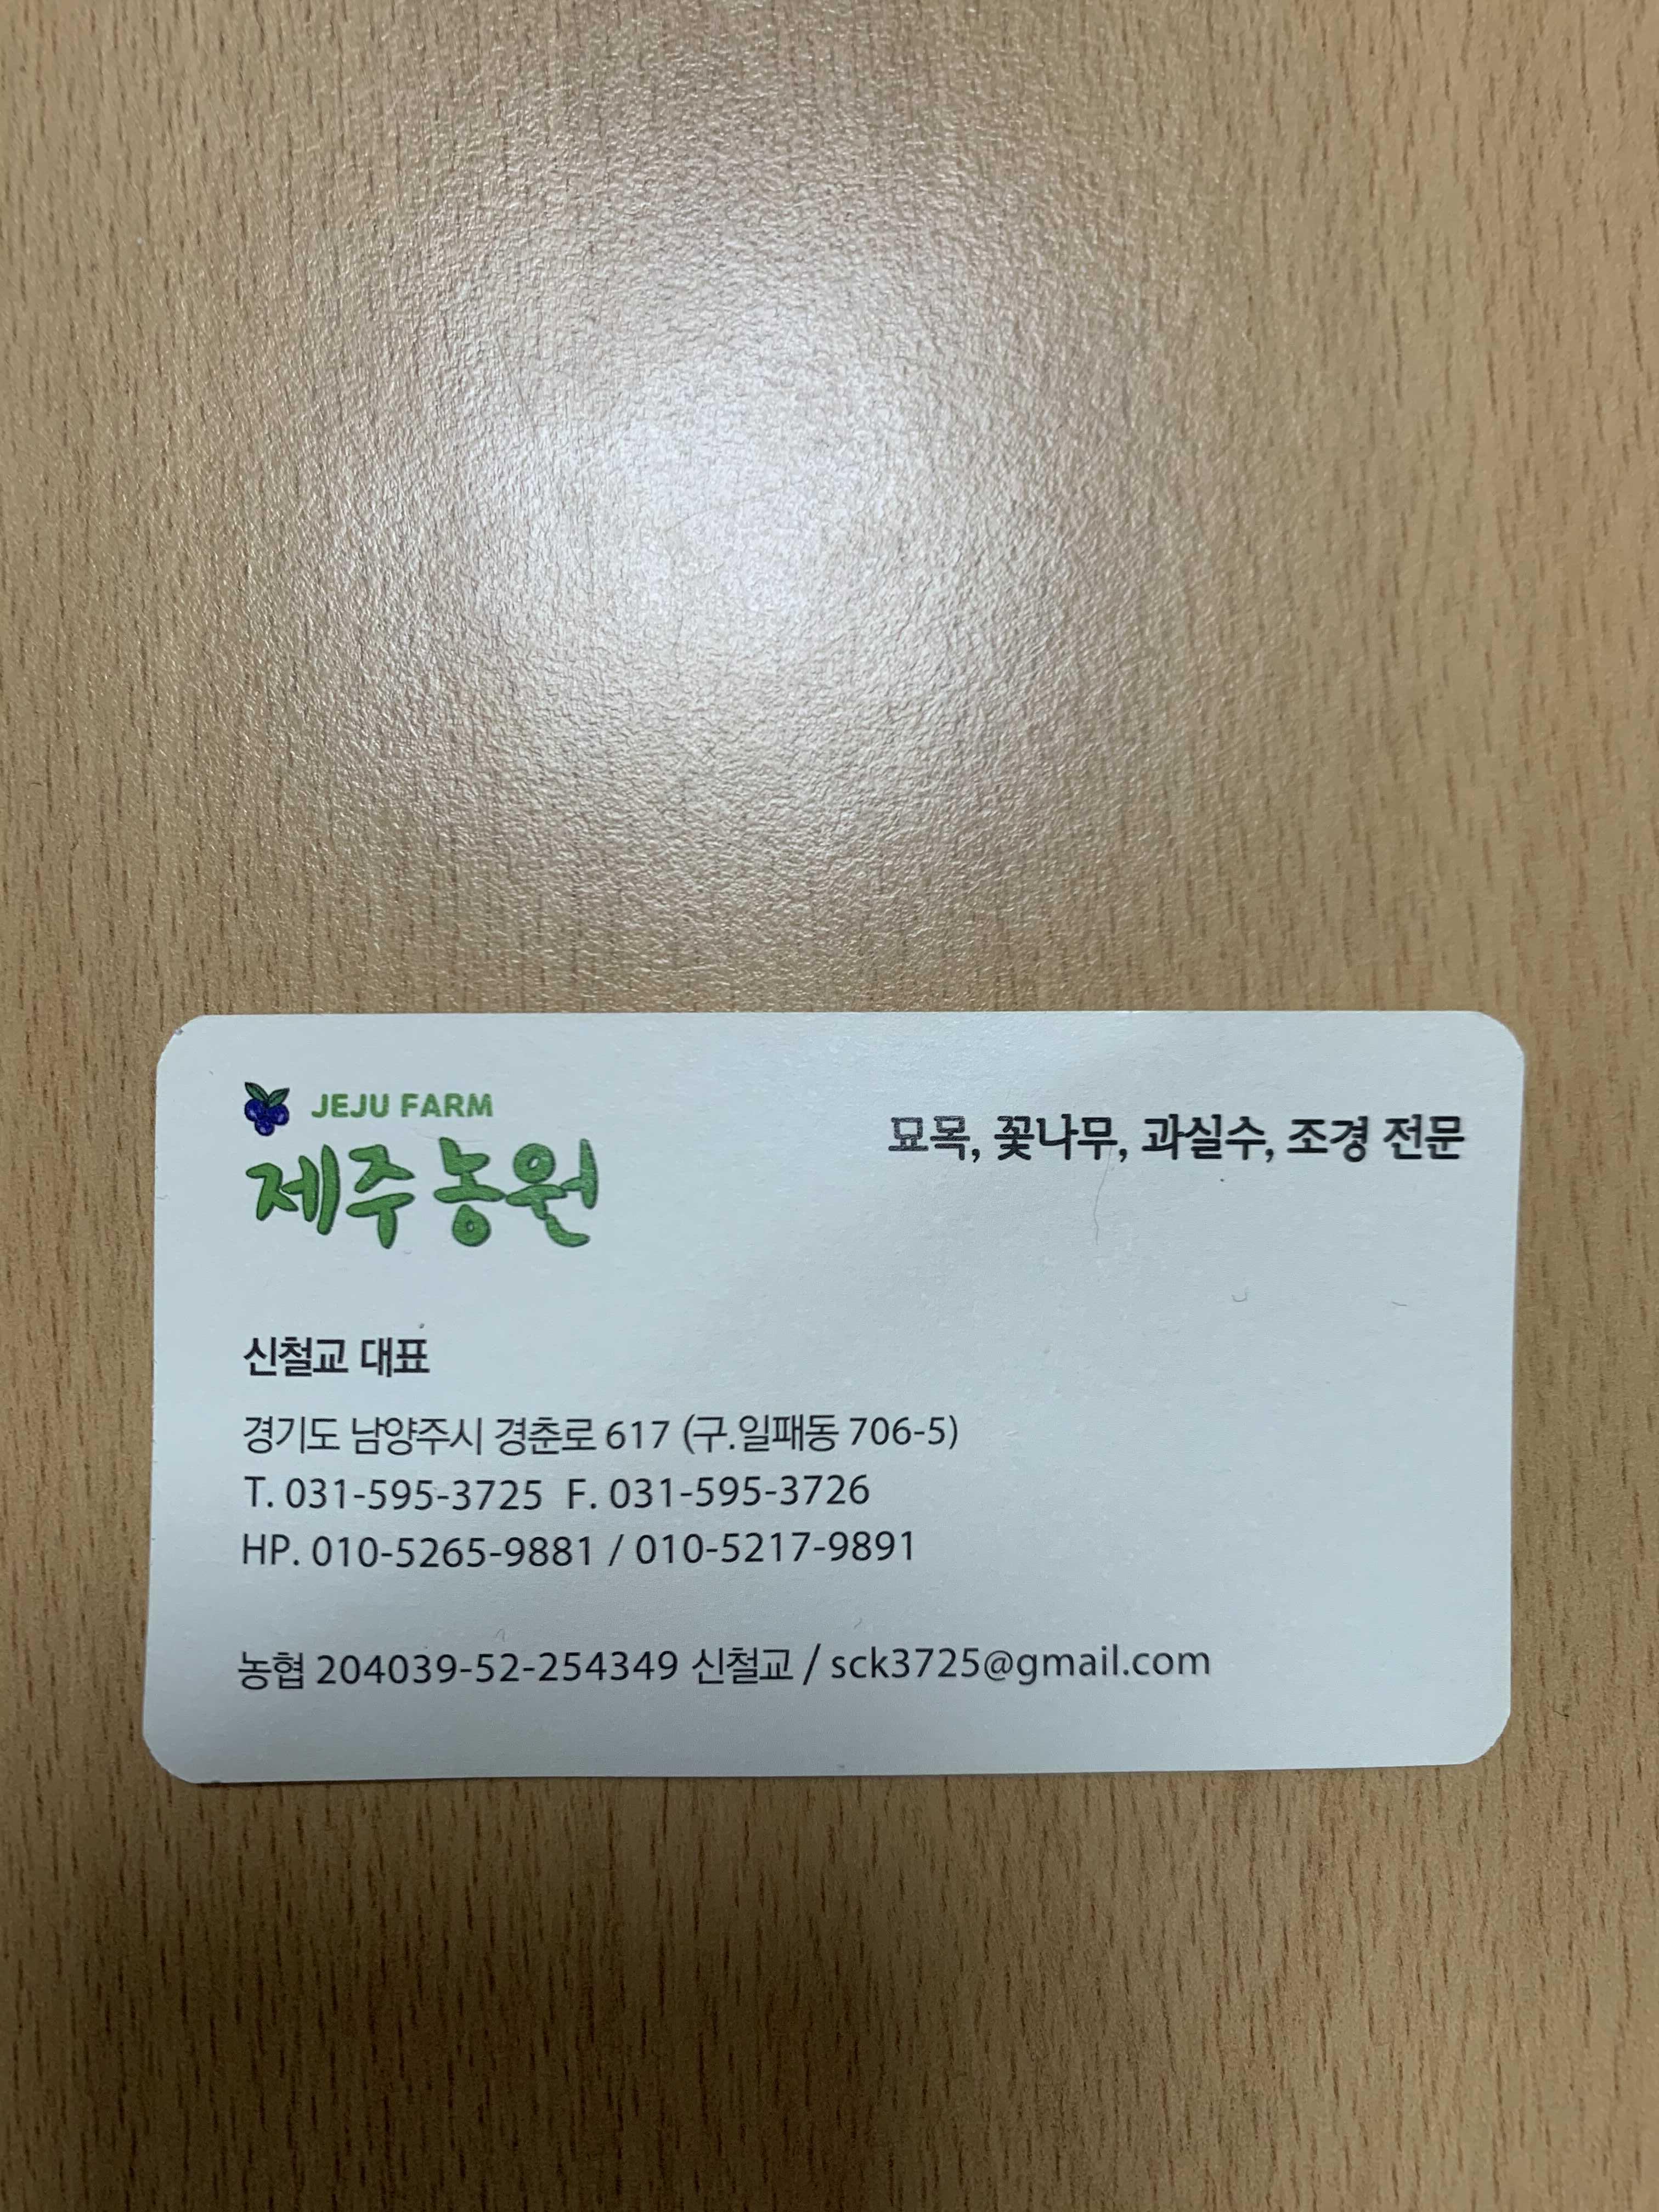 JEJU FARM
제주농원
묘목, 꽃나무, 과실수, 조경 전문
신철교 대표
경기도 남양주시 경춘로 617 (구.일패동 706-5)
T. 031-595-3725 F. 031-595-3726
HP. 010-5265-9881 / 010-5217-9891
농협 204039-52-254349 신철교 / sck3725@gmail.com